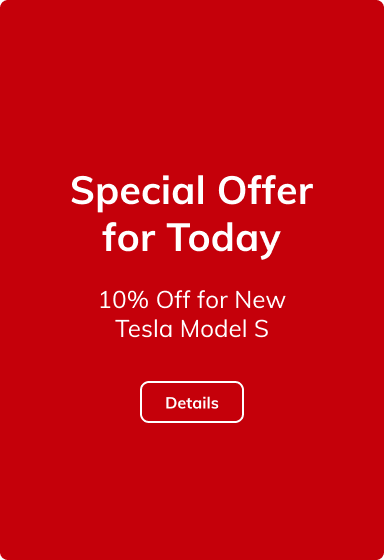 Special Offer
for Today
10% Off for New
Tesla Model S
Details